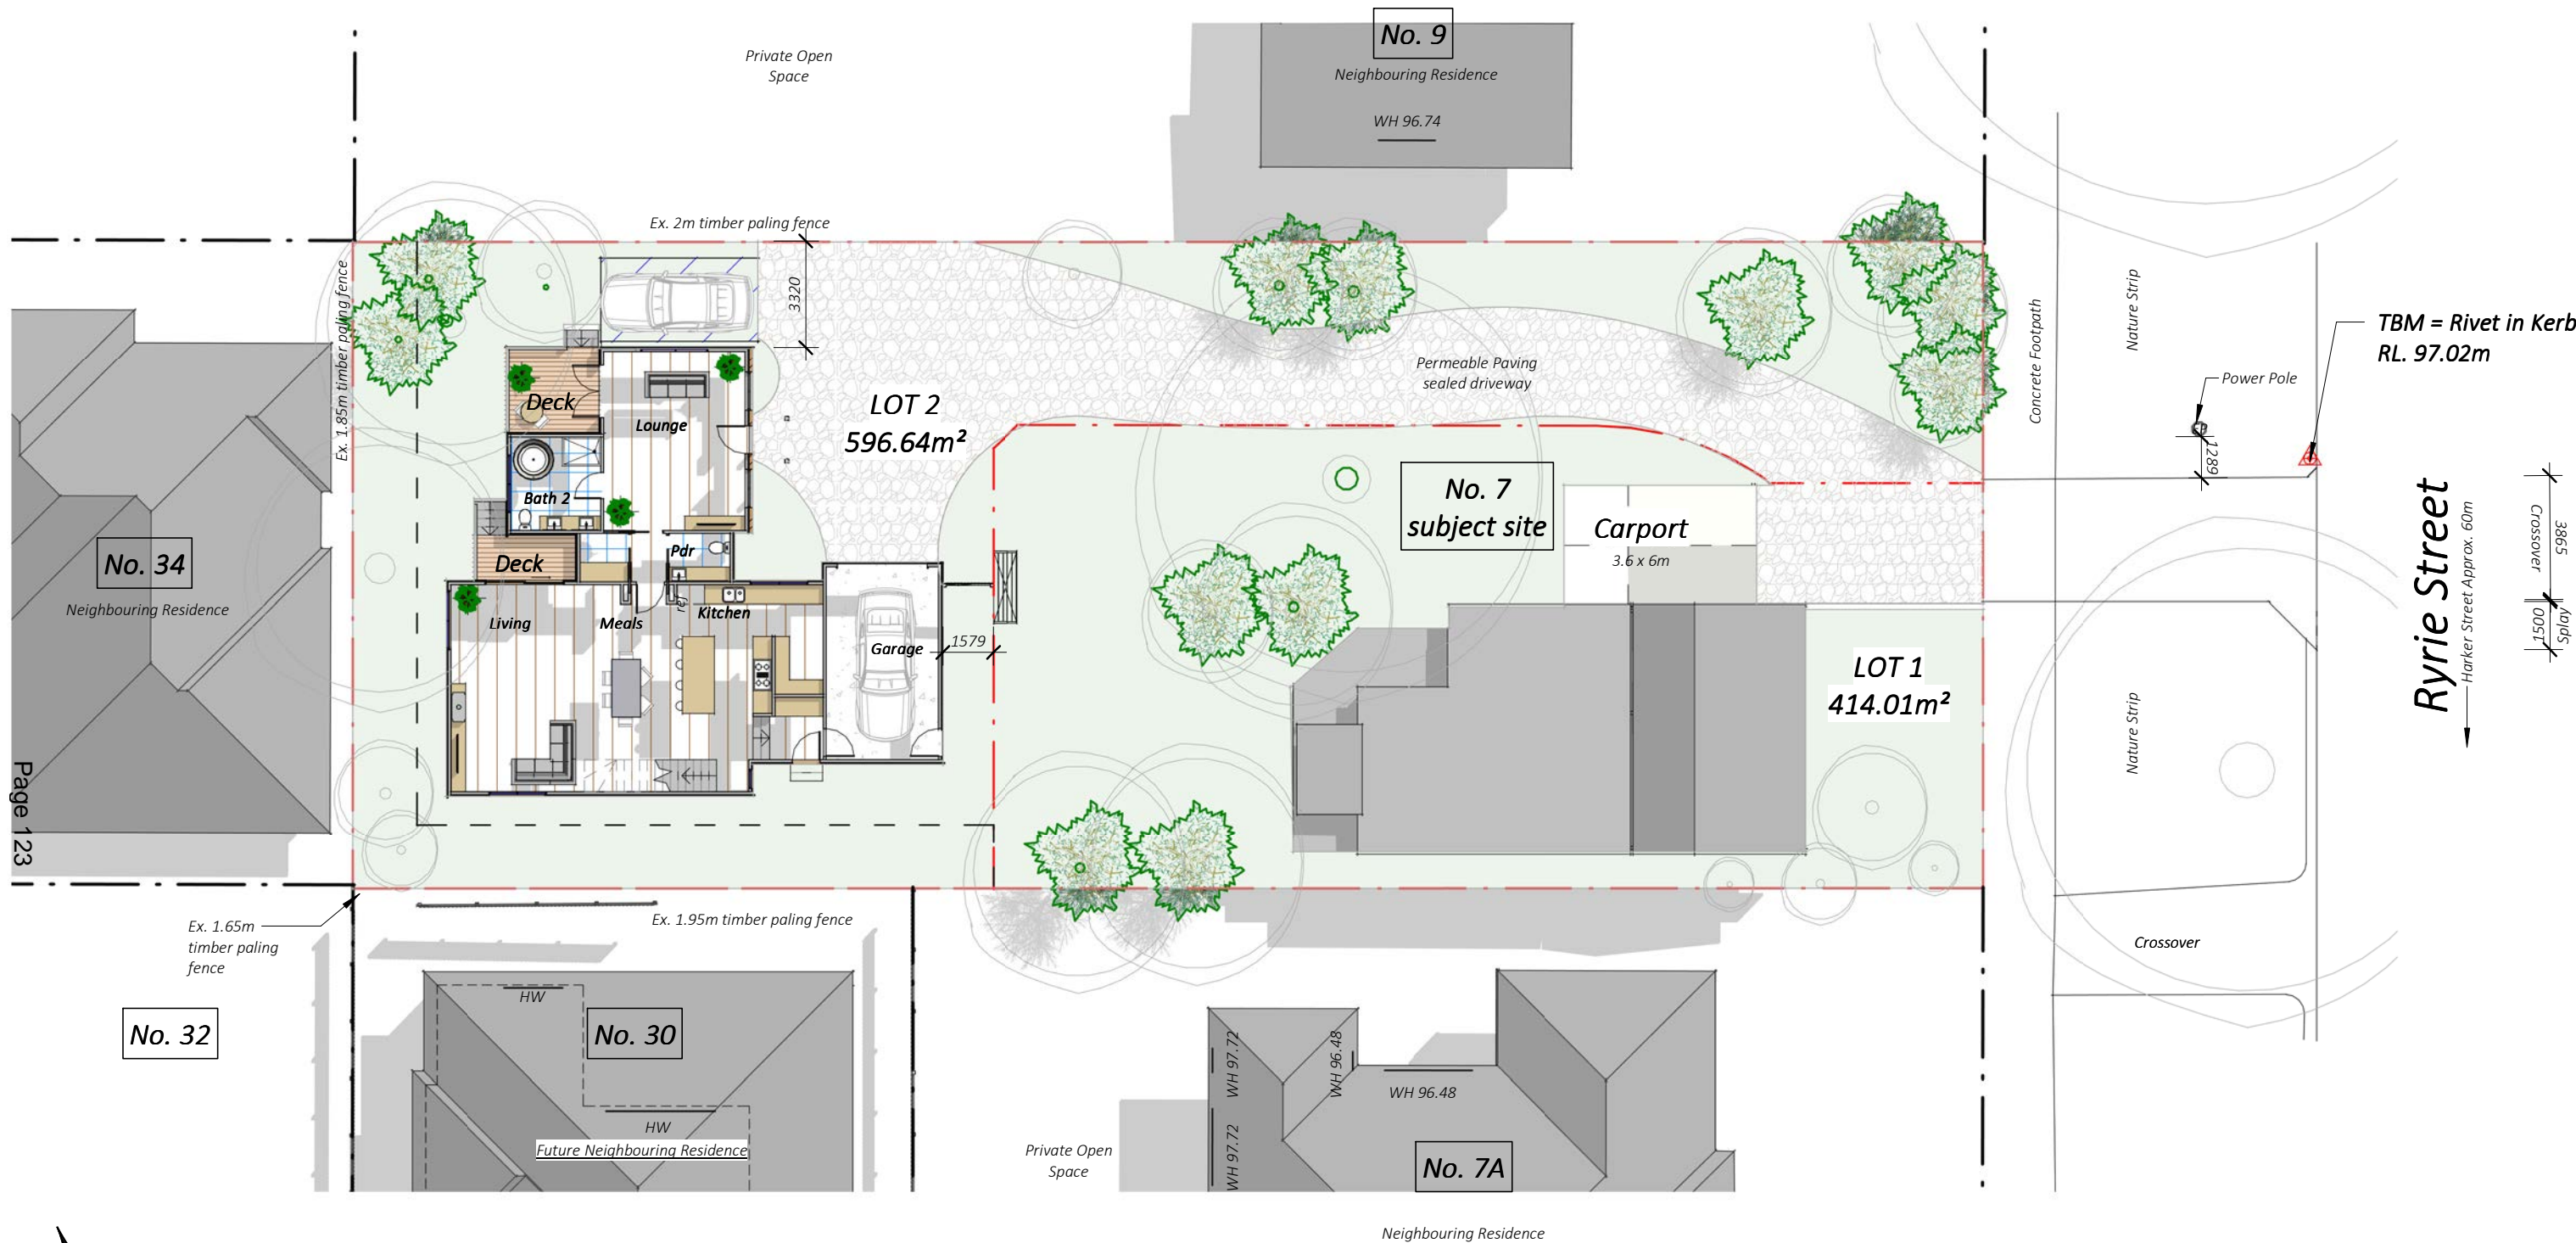 No. 9
Neighbouring Residence
WH 96.74
Private Open
Space
Ex. 2m timber paling fence
Ex. 1.85m timber paling fence
3320
Deck
Lounge
Bath 2
Deck
Pdr
Living
Meals
ref
Kitchen
Garage
1579
LOT 2
596.64m²
Permeable Paving
sealed driveway
No. 7
subject site
Carport
3.6 x 6m
LOT 1
414.01m²
No. 34
Neighbouring Residence
Page 123
Concrete Footpath
Nature Strip
Power Pole
1289
TBM = Rivet in Kerb
RL. 97.02m
Ryrie Street
Harker Street Approx. 60m
3865
Crossover
1500
Splay
Nature Strip
Crossover
Ex. 1.65m
timber paling
fence
Ex. 1.95m timber paling fence
No. 32
HW
No. 30
HW
Future Neighbouring Residence
Private Open
Space
WH 97.72
WH 97.72
WH 96.48
WH 96.48
No. 7A
Neighbouring Residence